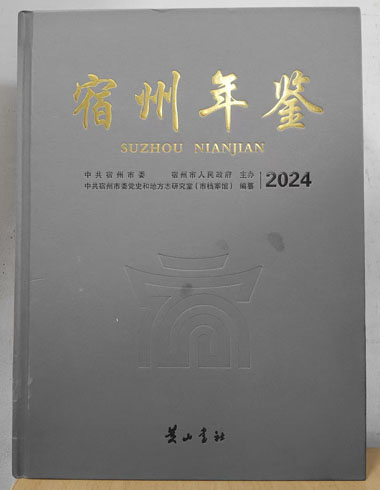 宿州年鉴
SUZHOU NIANJIAN
中共宿州市委 宿州市人民政府 主办
中共宿州市委党史和地方志研究室(市档案馆) 编纂
2024
黄山书社